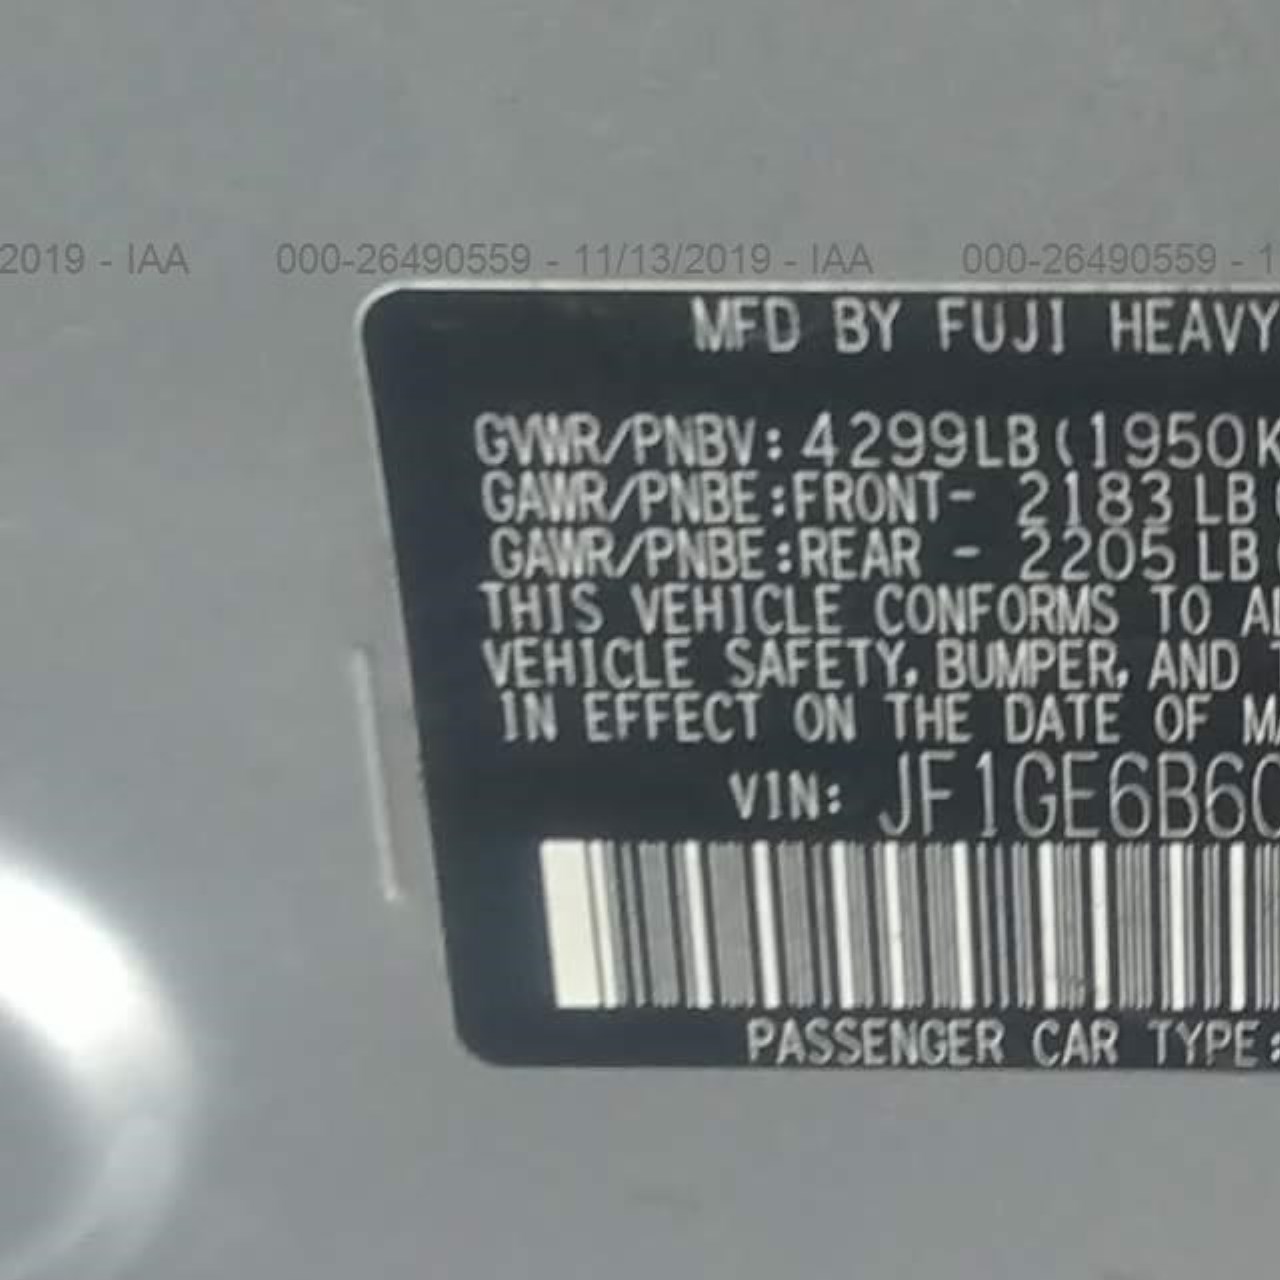 2019 - IAA 000-26490559 - 11/13/2019 - IAA 000-26490559 - 1
MFD BY FUJI HEAVY
GVWR/PNBV: 4299LB (1950K
GAWR/PNBE:FRONT- 2183 LB (
GAWR/PNBE:REAR - 2205 LB (
THIS VEHICLE CONFORMS TO
VEHICLE SAFETY, BUMPER, AND
IN EFFECT ON THE DATE OF
VIN: JF1GE6B6
PASSENGER CAR TYPE: